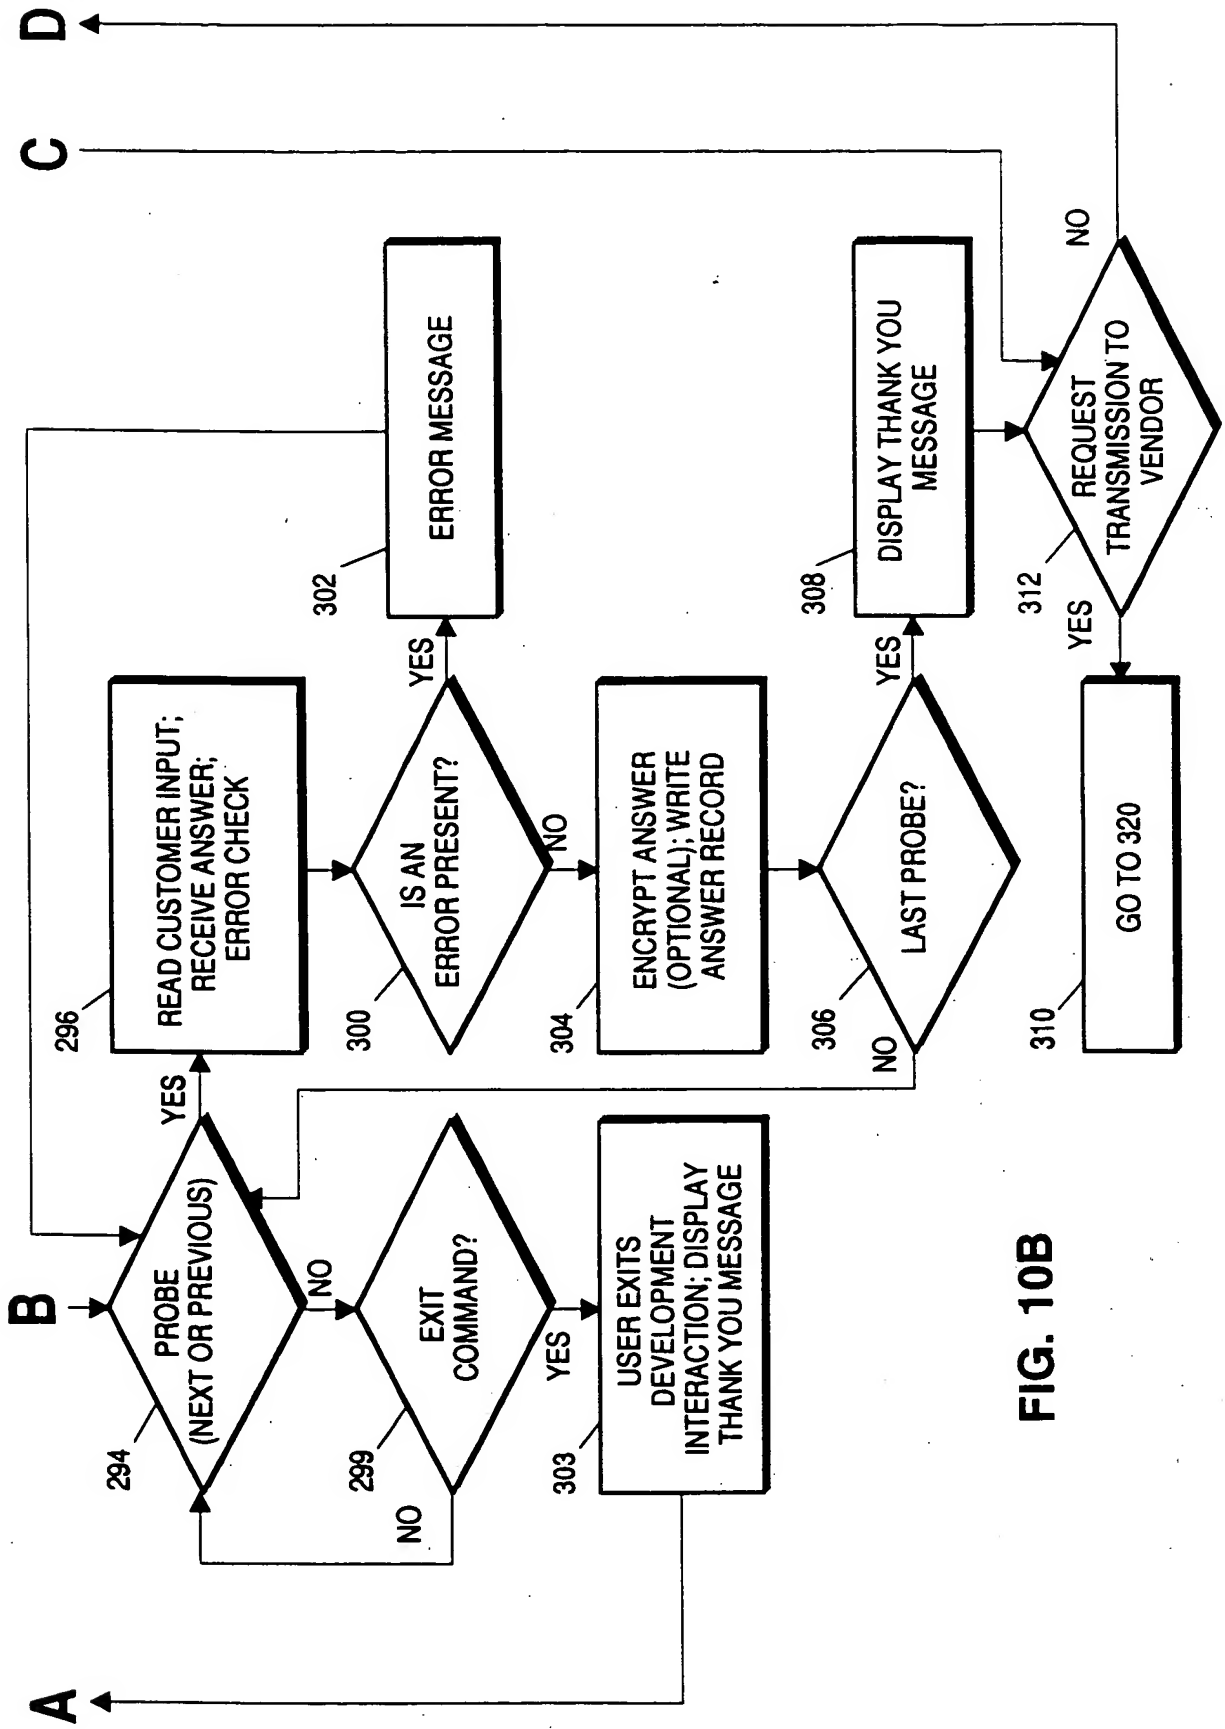 A
B
C
D
294
PROBE
(NEXT OR PREVIOUS)
YES
NO
296
READ CUSTOMER INPUT;
RECEIVE ANSWER;
ERROR CHECK
299
EXIT
COMMAND?
NO
YES
300
IS AN
ERROR PRESENT?
YES
NO
302
ERROR MESSAGE
303
USER EXITS
DEVELOPMENT
INTERACTION; DISPLAY
THANK YOU MESSAGE
304
ENCRYPT ANSWER
(OPTIONAL); WRITE
ANSWER RECORD
306
LAST PROBE?
NO
YES
308
DISPLAY THANK YOU
MESSAGE
310
GO TO 320
312
REQUEST
TRANSMISSION TO
VENDOR
YES
NO
FIG. 10B